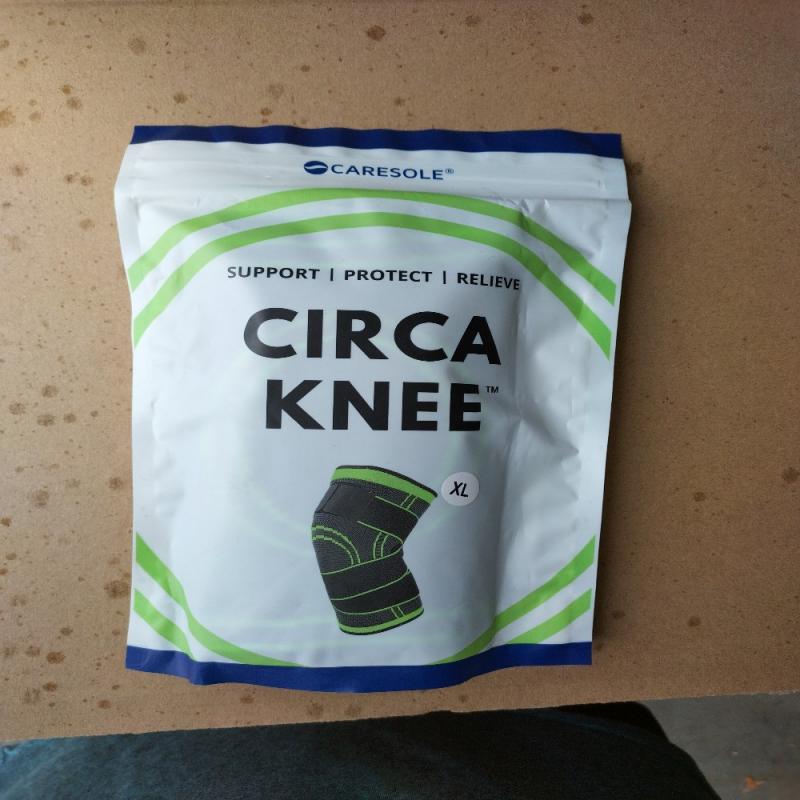 CARESOLE®
SUPPORT | PROTECT | RELIEVE
CIRCA
KNEE™
XL